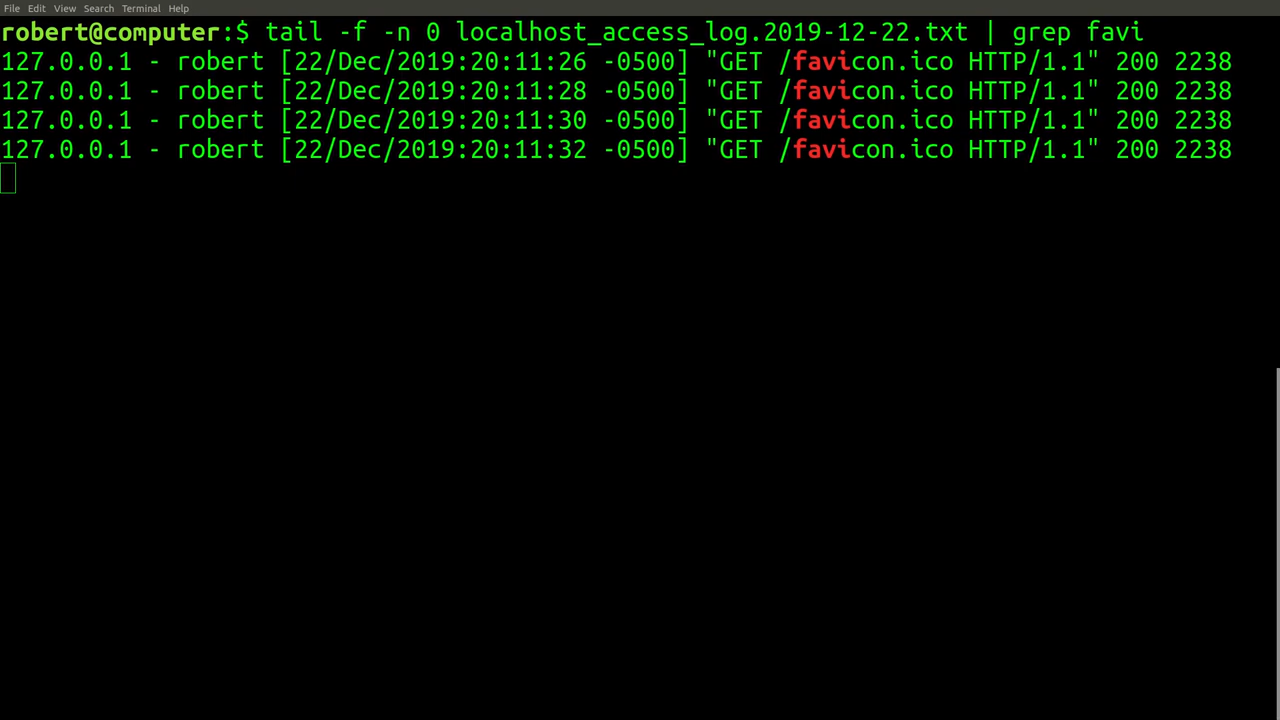 File Edit View Search Terminal Help
robert@computer:$ tail -f -n 0 localhost_access_log.2019-12-22.txt | grep favi
127.0.0.1 - robert [22/Dec/2019:20:11:26 -0500] "GET /favicon.ico HTTP/1.1" 200 2238
127.0.0.1 - robert [22/Dec/2019:20:11:28 -0500] "GET /favicon.ico HTTP/1.1" 200 2238
127.0.0.1 - robert [22/Dec/2019:20:11:30 -0500] "GET /favicon.ico HTTP/1.1" 200 2238
127.0.0.1 - robert [22/Dec/2019:20:11:32 -0500] "GET /favicon.ico HTTP/1.1" 200 2238